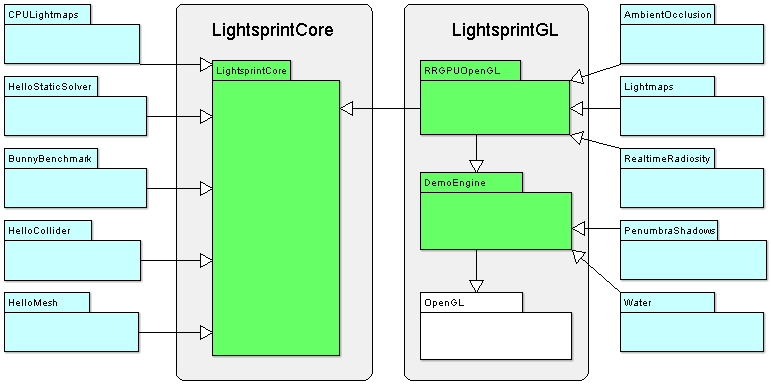 CPULightmaps
HelloStaticSolver
BunnyBenchmark
HelloCollider
HelloMesh
LightsprintCore
LightsprintCore
LightsprintGL
RRGPUOpenGL
DemoEngine
OpenGL
AmbientOcclusion
Lightmaps
RealtimeRadiosity
PenumbraShadows
Water